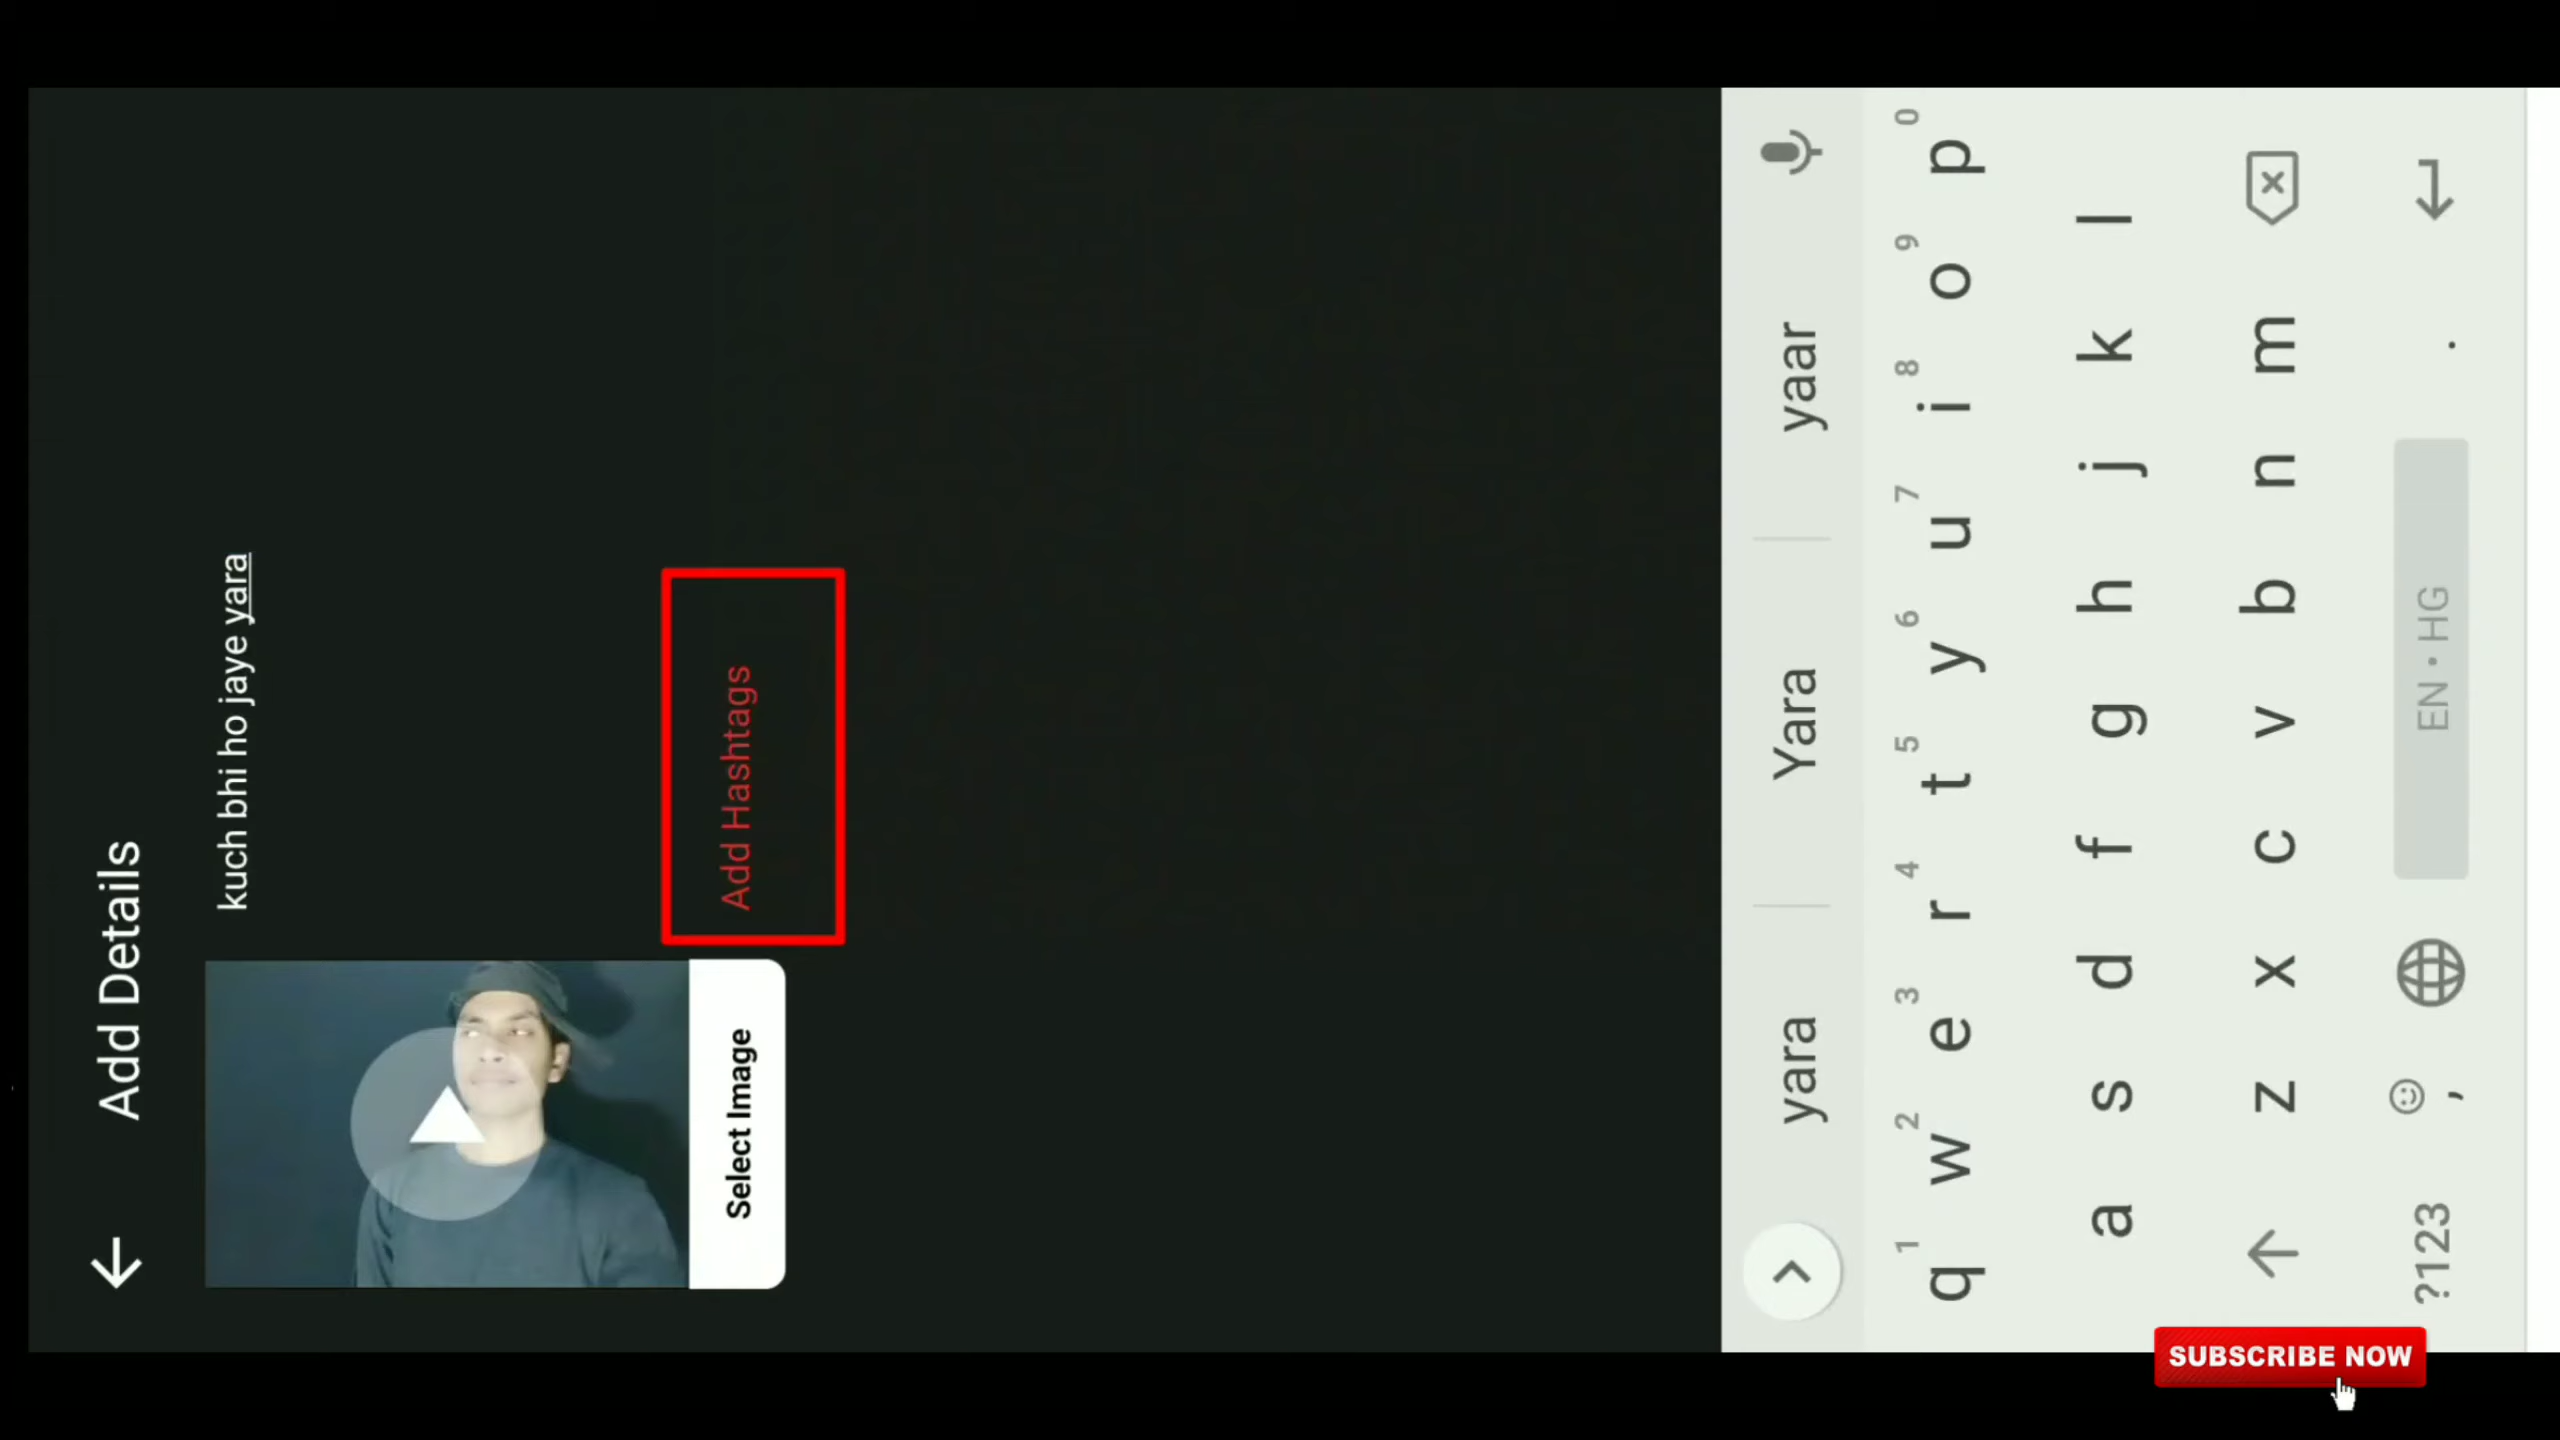 Add Details
kuch bhi ho jaye yara
Add Hashtags
Select Image
yara Yara yaar
1 2 3 4 5 6 7 8 9 0
q w e r t y u i o p
a s d f g h j k l
z x c v b n m
?123 , EN • HG .
SUBSCRIBE NOW